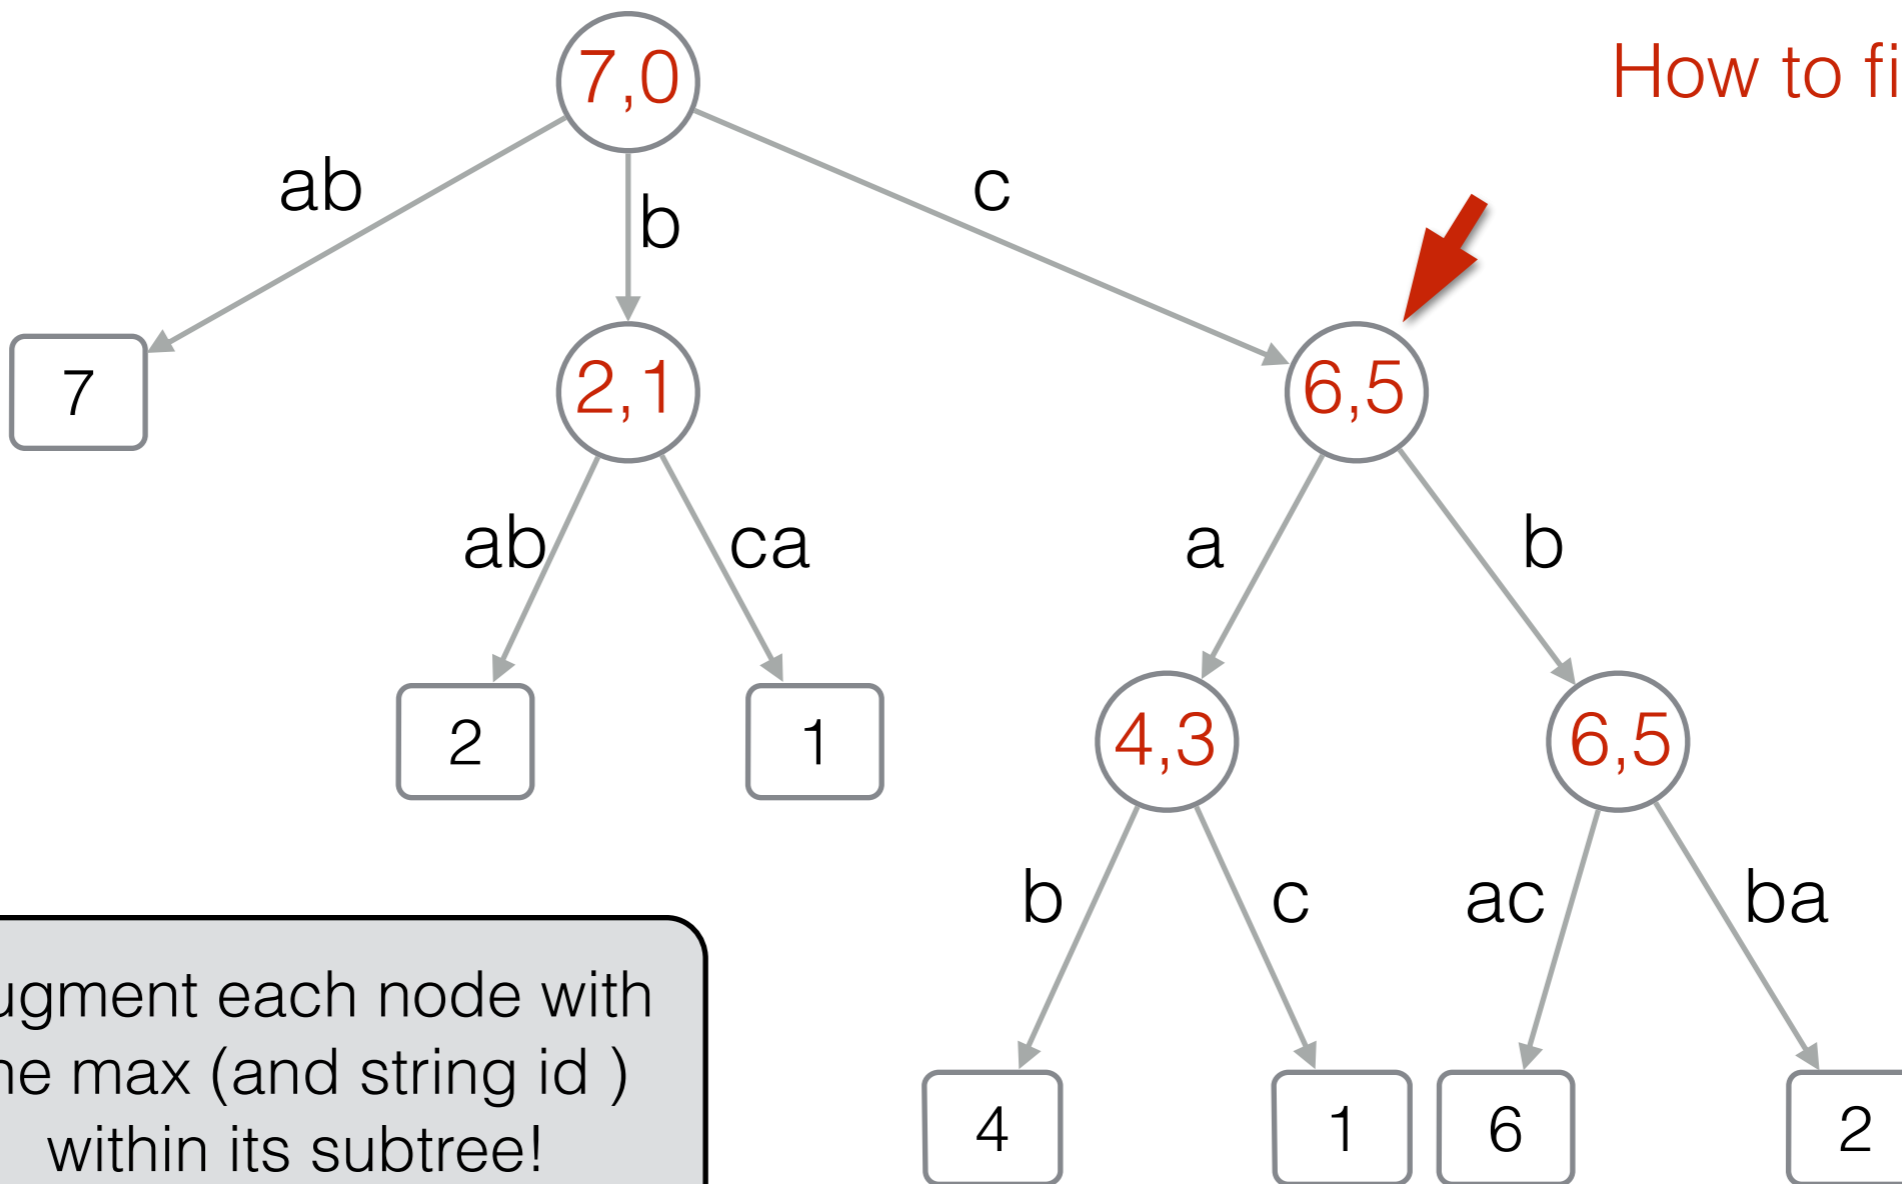 7,0
How to fi
ab
b
c
7
2,1
6,5
ab
ca
a
b
2
1
4,3
6,5
b
c
ac
ba
ugment each node with
ne max (and string id )
within its subtree!
4
1
6
2